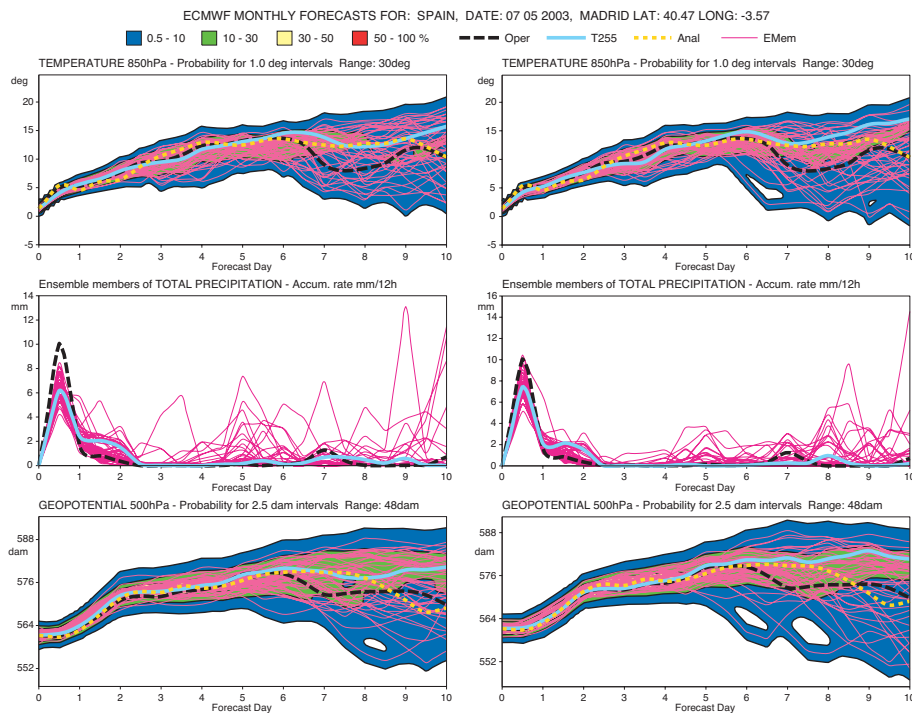 ECMWF MONTHLY FORECASTS FOR: SPAIN, DATE: 07 05 2003, MADRID LAT: 40.47 LONG: -3.57
0.5 - 10 10 - 30 30 - 50 50 - 100 % Oper T255 Anal EMem
TEMPERATURE 850hPa - Probability for 1.0 deg intervals Range: 30deg
deg
20
15
10
5
0
-5
0 1 2 3 4 5 6 7 8 9 10
Forecast Day
TEMPERATURE 850hPa - Probability for 1.0 deg intervals Range: 30deg
deg
20
15
10
5
0
-5
0 1 2 3 4 5 6 7 8 9 10
Forecast Day
Ensemble members of TOTAL PRECIPITATION - Accum. rate mm/12h
14
mm
12
10
8
6
4
2
0
0 1 2 3 4 5 6 7 8 9 10
Forecast Day
Ensemble members of TOTAL PRECIPITATION - Accum. rate mm/12h
16
mm
14
12
10
8
6
4
2
0
0 1 2 3 4 5 6 7 8 9 10
Forecast Day
GEOPOTENTIAL 500hPa - Probability for 2.5 dam intervals Range: 48dam
588
dam
576
564
552
0 1 2 3 4 5 6 7 8 9 10
Forecast Day
GEOPOTENTIAL 500hPa - Probability for 2.5 dam intervals Range: 48dam
588
dam
576
564
552
0 1 2 3 4 5 6 7 8 9 10
Forecast Day